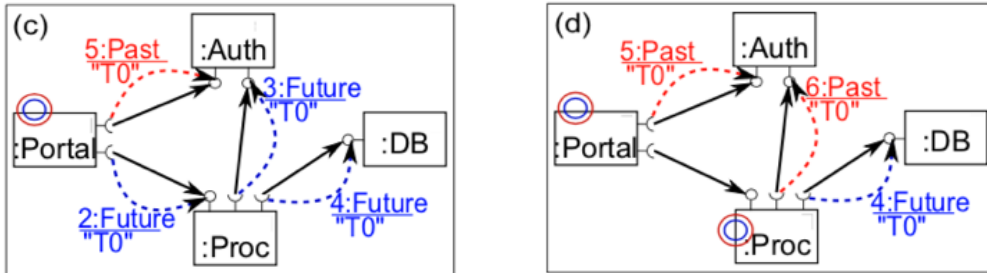 (c)
5:Past
"T0"
:Auth
3:Future
"T0"
:Portal
:DB
2:Future
"T0"
4:Future
"T0"
:Proc
(d)
5:Past
"T0"
:Auth
6:Past
"T0"
:Portal
:DB
4:Future
"T0"
:Proc